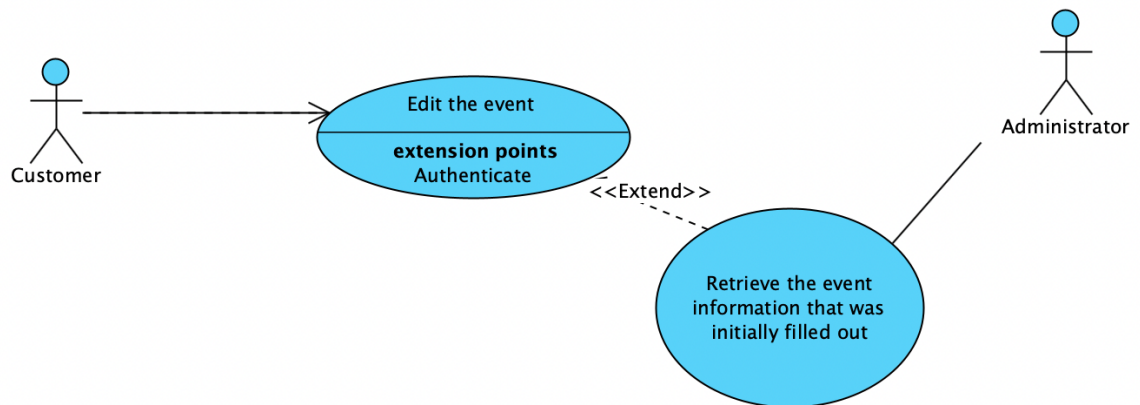 Customer
Edit the event
extension points
Authenticate
<<Extend>>
Administrator
Retrieve the event
information that was
initially filled out